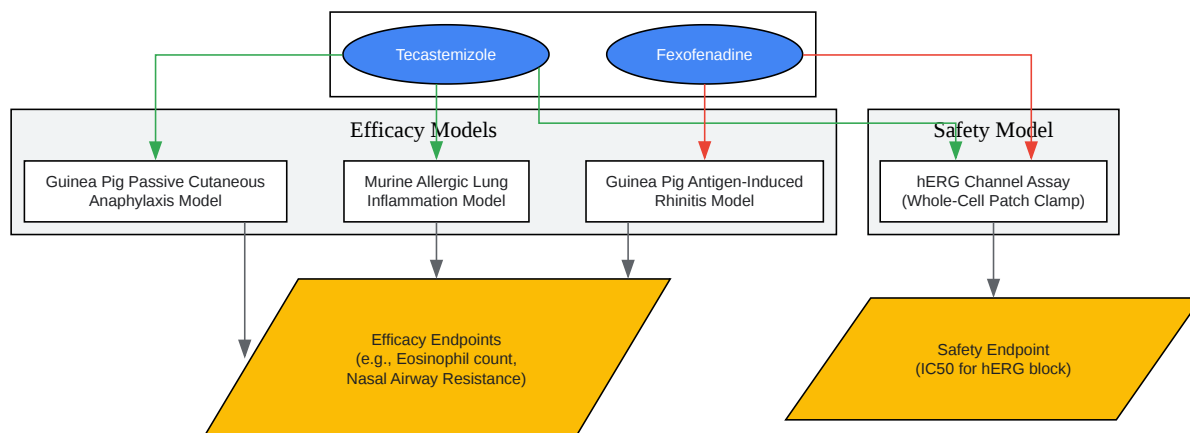 Tecastemizole
Fexofenadine
Efficacy Models
Safety Model
Guinea Pig Passive Cutaneous
Anaphylaxis Model
Murine Allergic Lung
Inflammation Model
Guinea Pig Antigen-Induced
Rhinitis Model
hERG Channel Assay
(Whole-Cell Patch Clamp)
Efficacy Endpoints
(e.g., Eosinophil count,
Nasal Airway Resistance)
Safety Endpoint
(IC50 for hERG block)